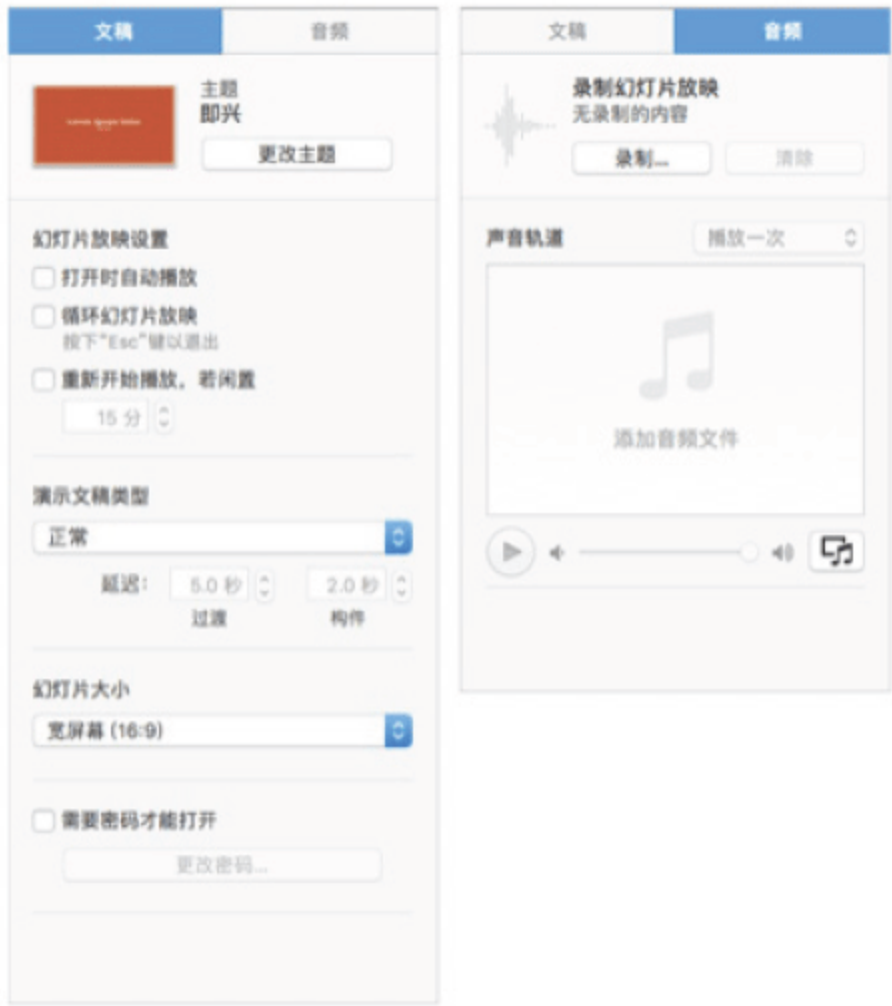 文稿 音频
主题
即兴
更改主题
幻灯片放映设置
打开时自动播放
循环幻灯片放映
按下"Esc"键以退出
重新开始播放，若闲置
15 分
演示文稿类型
正常
延迟： 5.0 秒 2.0 秒
过渡 构件
幻灯片大小
宽屏幕 (16:9)
需要密码才能打开
更改密码...
文稿 音频
录制幻灯片放映
无录制的内容
录制... 清除
声音轨道 播放一次
添加音频文件